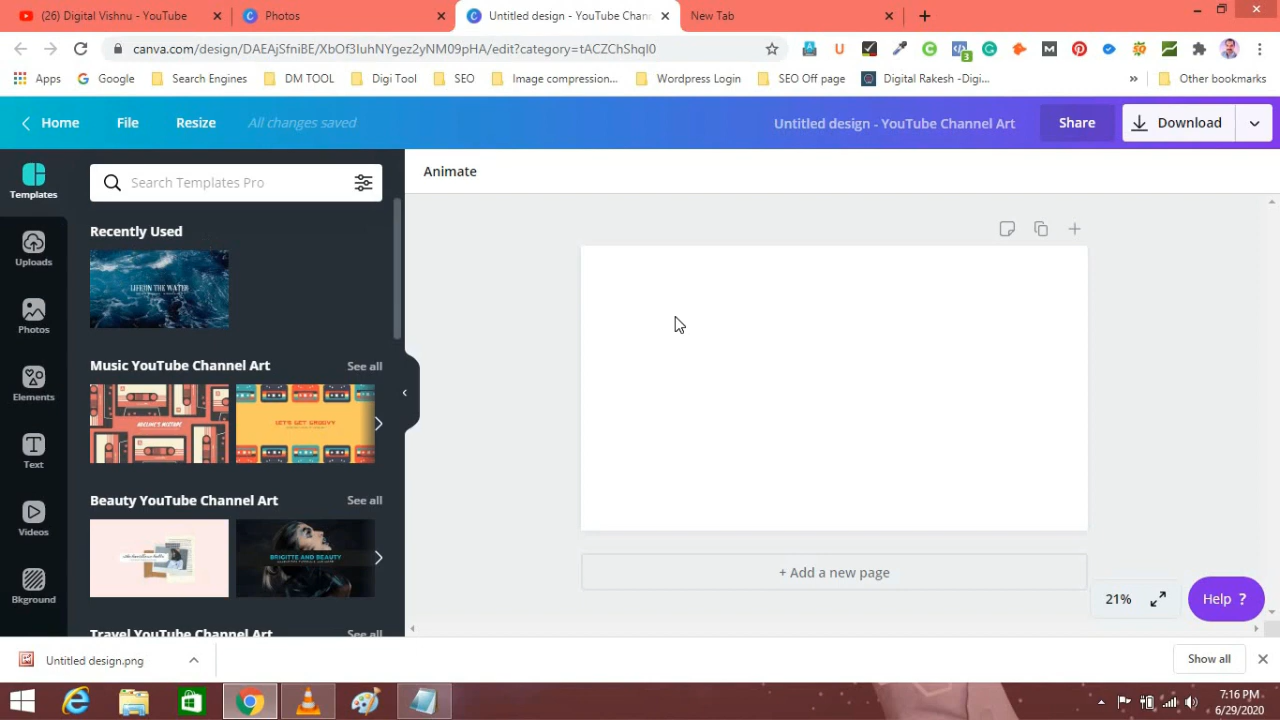 (26) Digital Vishnu - YouTube
Photos
Untitled design - YouTube Chann
New Tab
canva.com/design/DAEAjSfniBE/XbOf3IuhNYgez2yNM09pHA/edit?category=tACZChShqI0
3
Apps
Google
Search Engines
DM TOOL
Digi Tool
SEO
Image compression...
Wordpress Login
SEO Off page
Digital Rakesh -Digi...
»
Other bookmarks
Home
File
Resize
All changes saved
Untitled design - YouTube Channel Art
Share
Download
Templates
Search Templates Pro
Animate
Recently Used
Uploads
LIFE IN THE WATER
Photos
Music YouTube Channel Art
See all
Elements
ADELINE'S MIXTAPE
LET'S GET GROOVY
Text
Beauty YouTube Channel Art
See all
Videos
BRIGITTE AND BEAUTY
Bkground
+ Add a new page
21%
Help ?
Travel YouTube Channel Art
See all
Untitled design.png
Show all
7:16 PM
6/29/2020